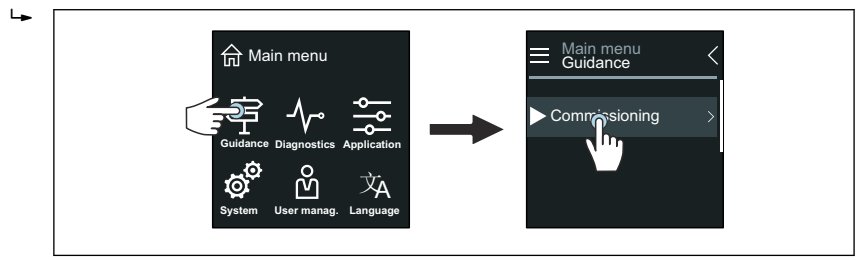 Main menu
Guidance Diagnostics Application
System User manag. Language
Main menu
Guidance
Commissioning